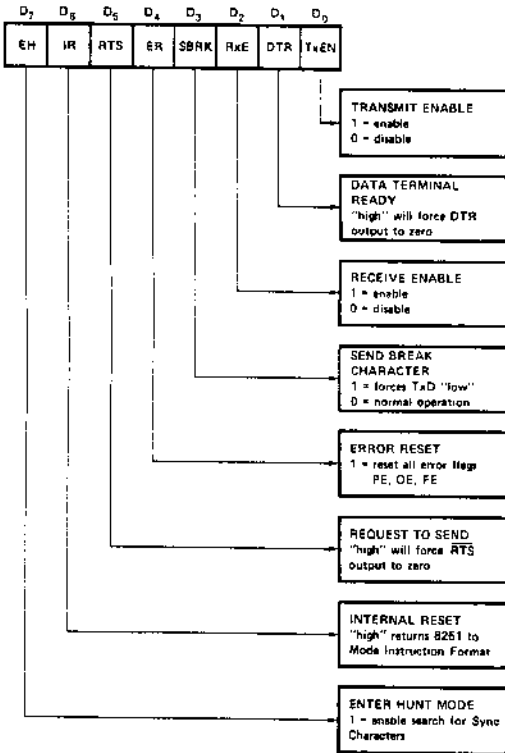 D7 D6 D5 D4 D3 D2 D1 D0
EH IR RTS ER SBRK RxE DTR TxEN
TRANSMIT ENABLE
1 = enable
0 = disable
DATA TERMINAL
READY
"high" will force DTR
output to zero
RECEIVE ENABLE
1 = enable
0 = disable
SEND BREAK
CHARACTER
1 = forces TxD "low"
0 = normal operation
ERROR RESET
1 = reset all error flags
PE, OE, FE
REQUEST TO SEND
"high" will force R̅T̅S̅
output to zero
INTERNAL RESET
"high" returns 8251 to
Mode Instruction Format
ENTER HUNT MODE
1 = enable search for Sync
Characters